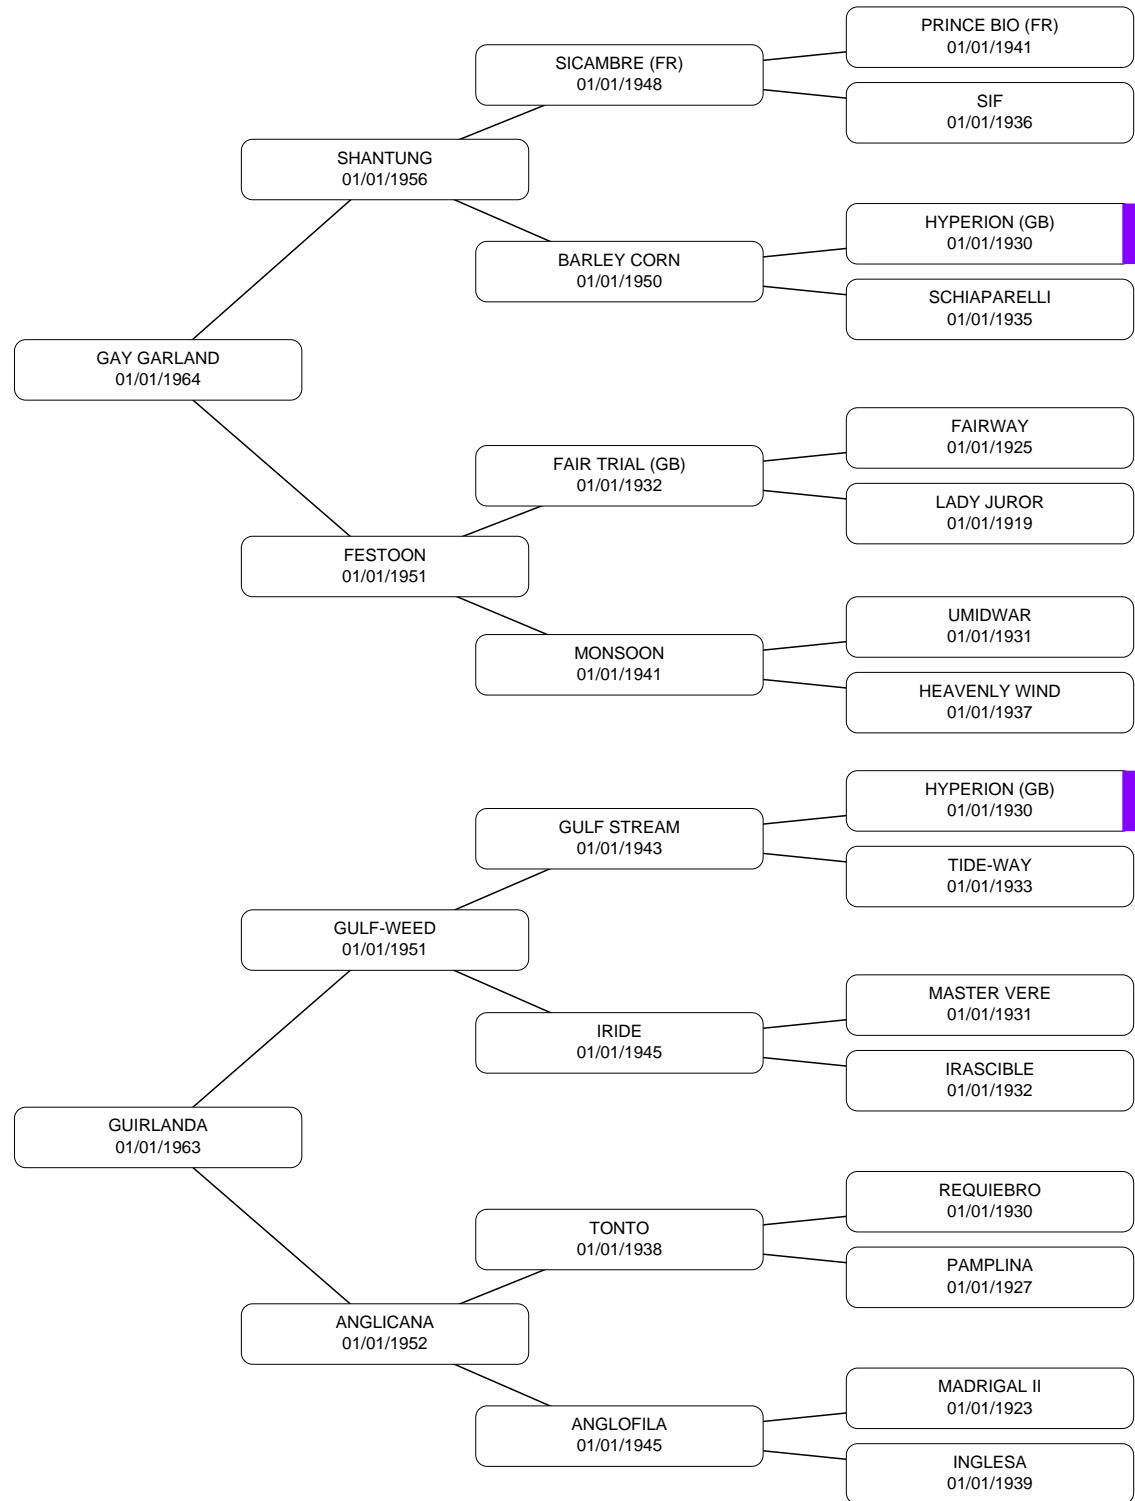 PRINCE BIO (FR)
01/01/1941
SICAMBRE (FR)
01/01/1948
SIF
01/01/1936
SHANTUNG
01/01/1956
HYPERION (GB)
01/01/1930
BARLEY CORN
01/01/1950
SCHIAPARELLI
01/01/1935
GAY GARLAND
01/01/1964
FAIRWAY
01/01/1925
FAIR TRIAL (GB)
01/01/1932
LADY JUROR
01/01/1919
FESTOON
01/01/1951
UMIDWAR
01/01/1931
MONSOON
01/01/1941
HEAVENLY WIND
01/01/1937
HYPERION (GB)
01/01/1930
GULF STREAM
01/01/1943
TIDE-WAY
01/01/1933
GULF-WEED
01/01/1951
MASTER VERE
01/01/1931
IRIDE
01/01/1945
IRASCIBLE
01/01/1932
GUIRLANDA
01/01/1963
REQUIEBRO
01/01/1930
TONTO
01/01/1938
PAMPLINA
01/01/1927
ANGLICANA
01/01/1952
MADRIGAL II
01/01/1923
ANGLOFILA
01/01/1945
INGLESA
01/01/1939